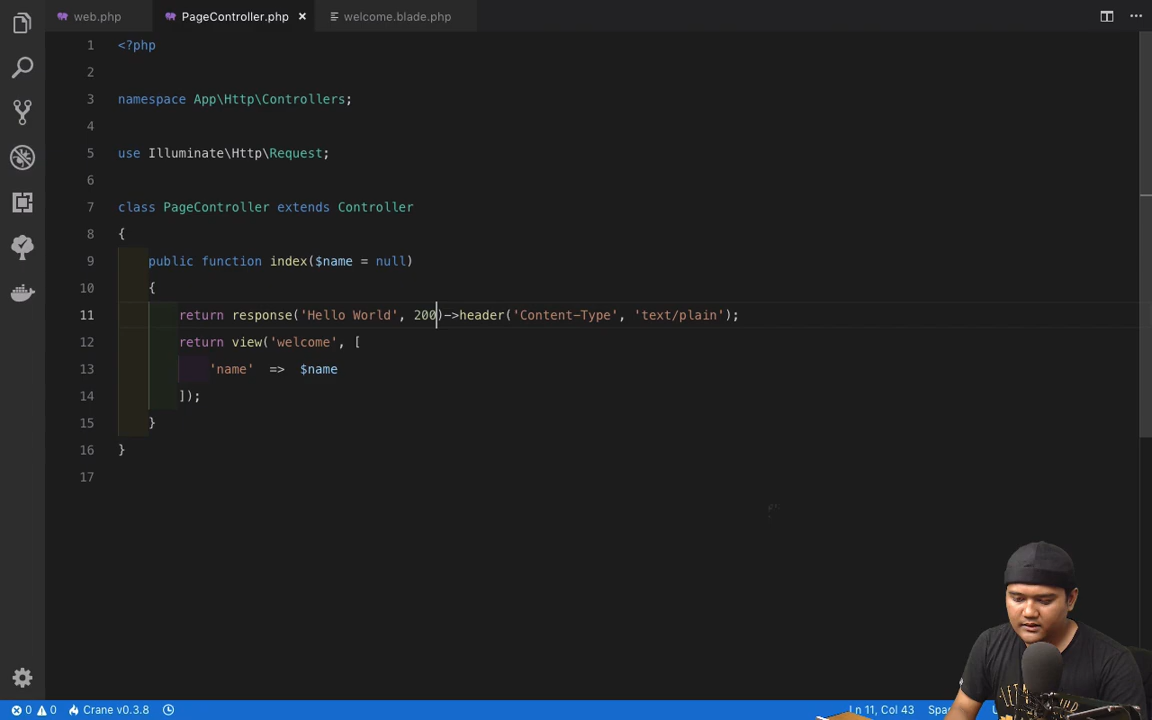 web.php PageController.php × welcome.blade.php
1 <?php
2
3 namespace App\Http\Controllers;
4
5 use Illuminate\Http\Request;
6
7 class PageController extends Controller
8 {
9 public function index($name = null)
10 {
11 return response('Hello World', 200)->header('Content-Type', 'text/plain');
12 return view('welcome', [
13 'name' => $name
14 ]);
15 }
16 }
17
0 0 Crane v0.3.8 Ln 11, Col 43